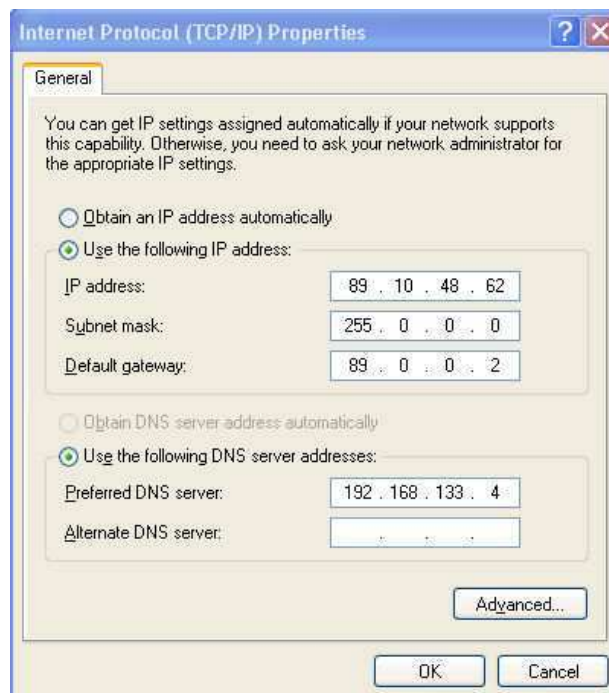 Internet Protocol (TCP/IP) Properties
General
You can get IP settings assigned automatically if your network supports
this capability. Otherwise, you need to ask your network administrator for
the appropriate IP settings.
Obtain an IP address automatically
Use the following IP address:
IP address: 89 . 10 . 48 . 62
Subnet mask: 255 . 0 . 0 . 0
Default gateway: 89 . 0 . 0 . 2
Obtain DNS server address automatically
Use the following DNS server addresses:
Preferred DNS server: 192 . 168 . 133 . 4
Alternate DNS server: . . .
Advanced...
OK Cancel